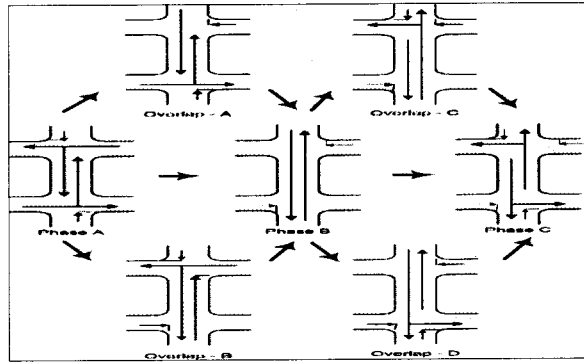 Overlap - A
Overlap - C
Phase A
Phase B
Phase C
Overlap - B
Overlap - D